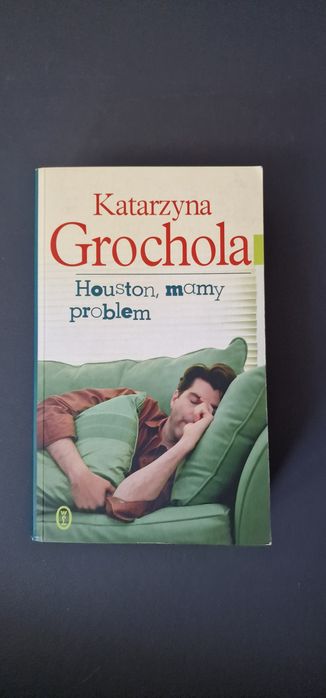 Katarzyna
Grochola
Houston, mamy
problem